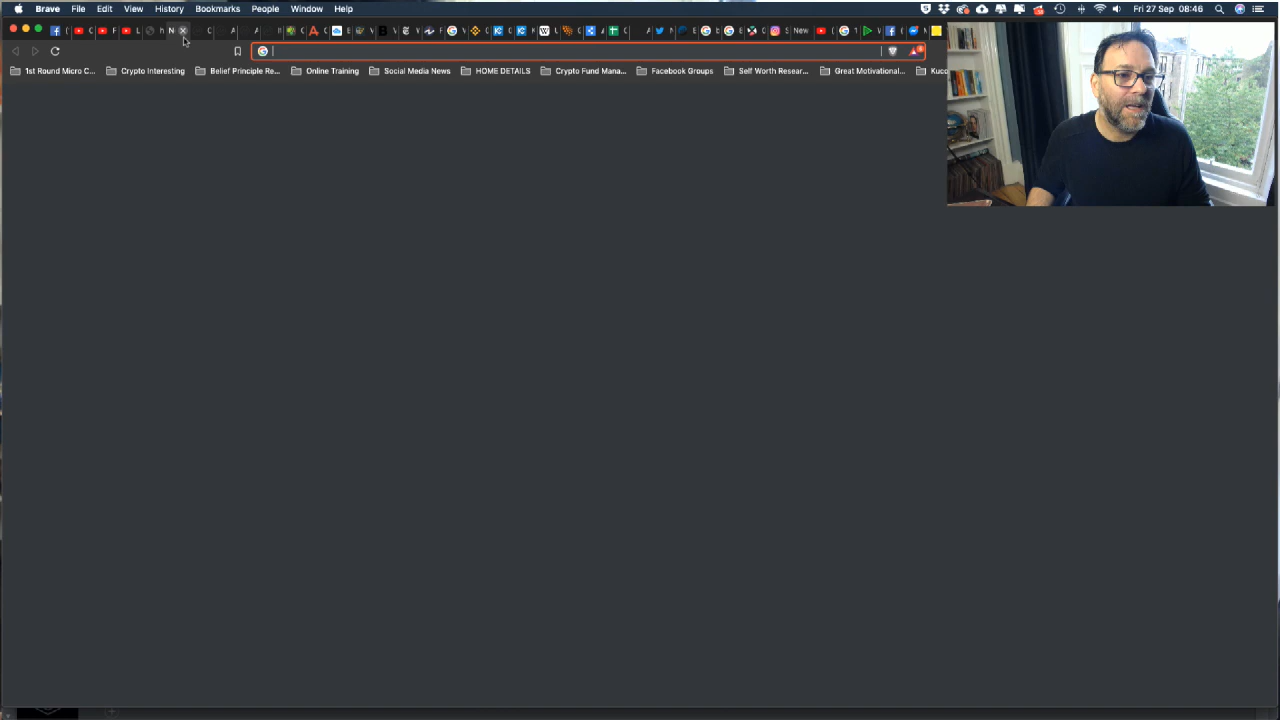 Brave File Edit View History Bookmarks People Window Help Fri 27 Sep 08:46
New
1st Round Micro C... Crypto Interesting Belief Principle Re... Online Training Social Media News HOME DETAILS Crypto Fund Mana... Facebook Groups Self Worth Resear... Great Motivational... Kuco